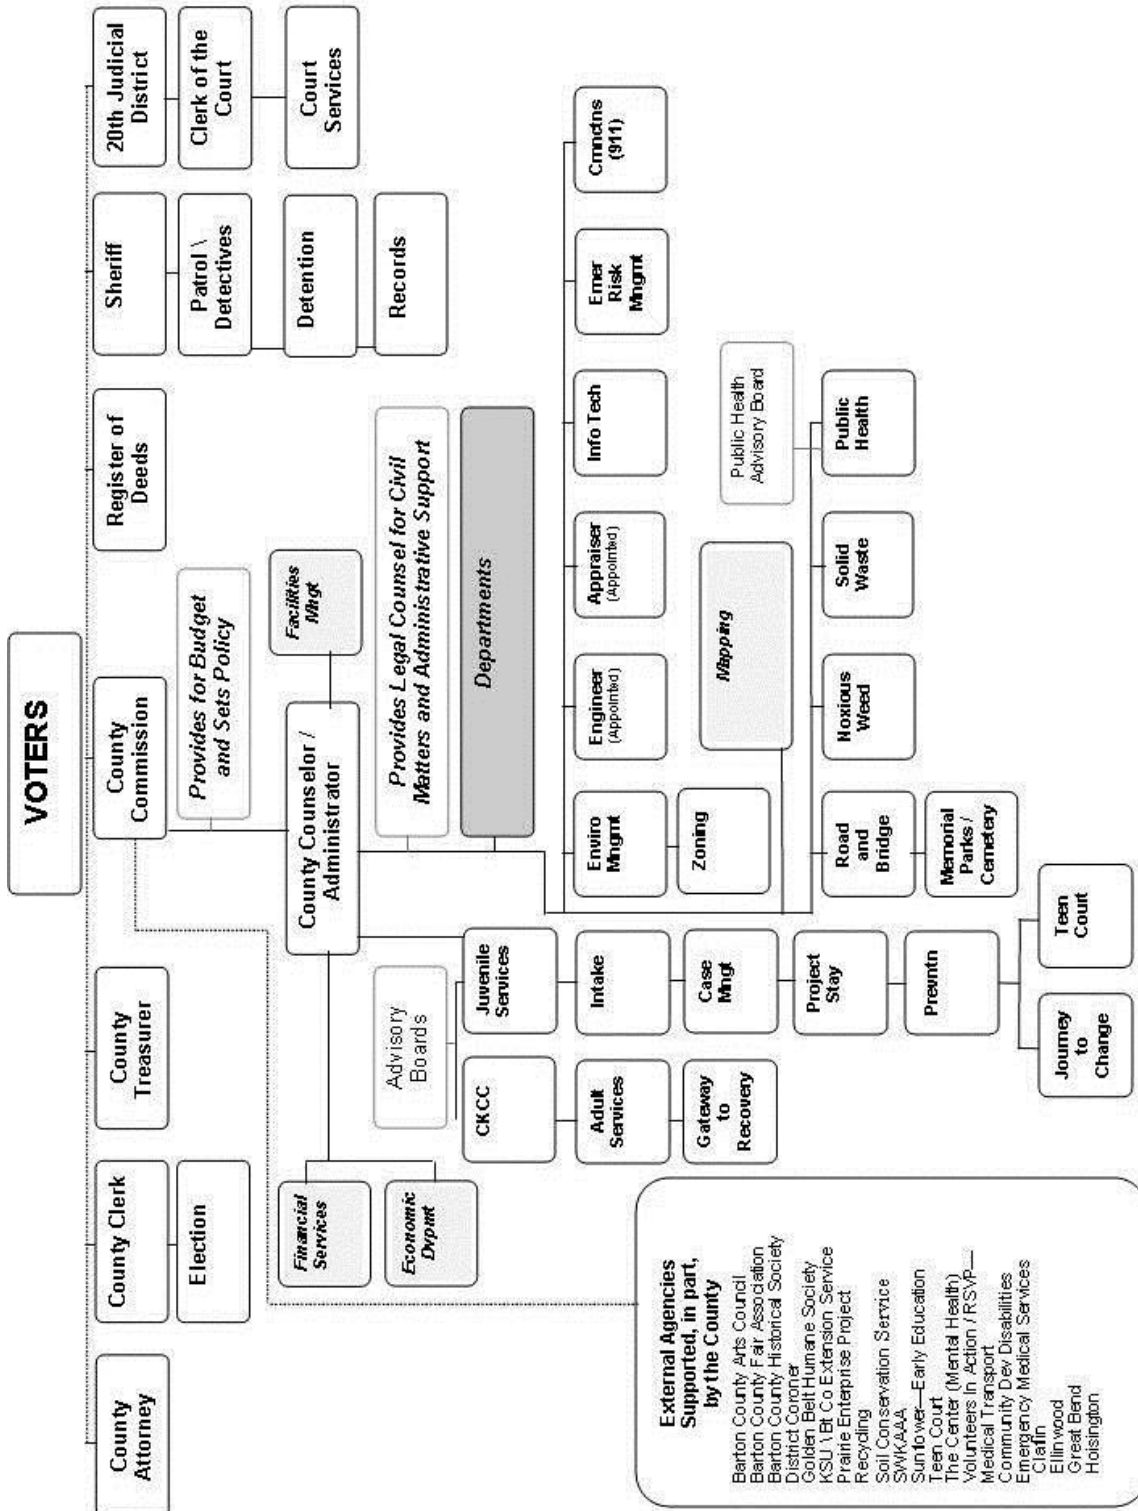 VOTERS
County
Attorney
County Clerk
Election
County
Treasurer
County
Commission
Provides for Budget
and Sets Policy
Register of
Deeds
Sheriff
Patrol \
Detectives
Detention
Records
20th Judicial
District
Clerk of the
Court
Court
Services
County Counselor /
Administrator
Facilities
Mngt
Financial
Services
Economic
Dvpmt
Provides Legal Counsel for Civil
Matters and Administrative Support
Departments
Advisory
Boards
CKCC
Adult
Services
Gateway
to
Recovery
Juvenile
Services
Intake
Case
Mngt
Project
Stay
Prevntn
Journey
to
Change
Teen
Court
Enviro
Mngmt
Zoning
Engineer
(Appointed)
Appraiser
(Appointed)
Info Tech
Emer
Risk
Mngmt
Cmnctns
(911)
Mapping
Public Health
Advisory Board
Road
and
Bridge
Memorial
Parks /
Cemetery
Noxious
Weed
Solid
Waste
Public
Health
External Agencies
Supported, in part,
by the County
Barton County Arts Council
Barton County Fair Association
Barton County Historical Society
District Coroner
Golden Belt Humane Society
KSU \ Bt Co Extension Service
Prairie Enterprise Project
Recycling
Soil Conservation Service
SWKAAA
Sunflower—Early Education
Teen Court
The Center (Mental Health)
Volunteers In Action / RSVP—
Medical Transport
Community Dev Disabilities
Emergency Medical Services
Claflin
Ellinwood
Great Bend
Hoisington